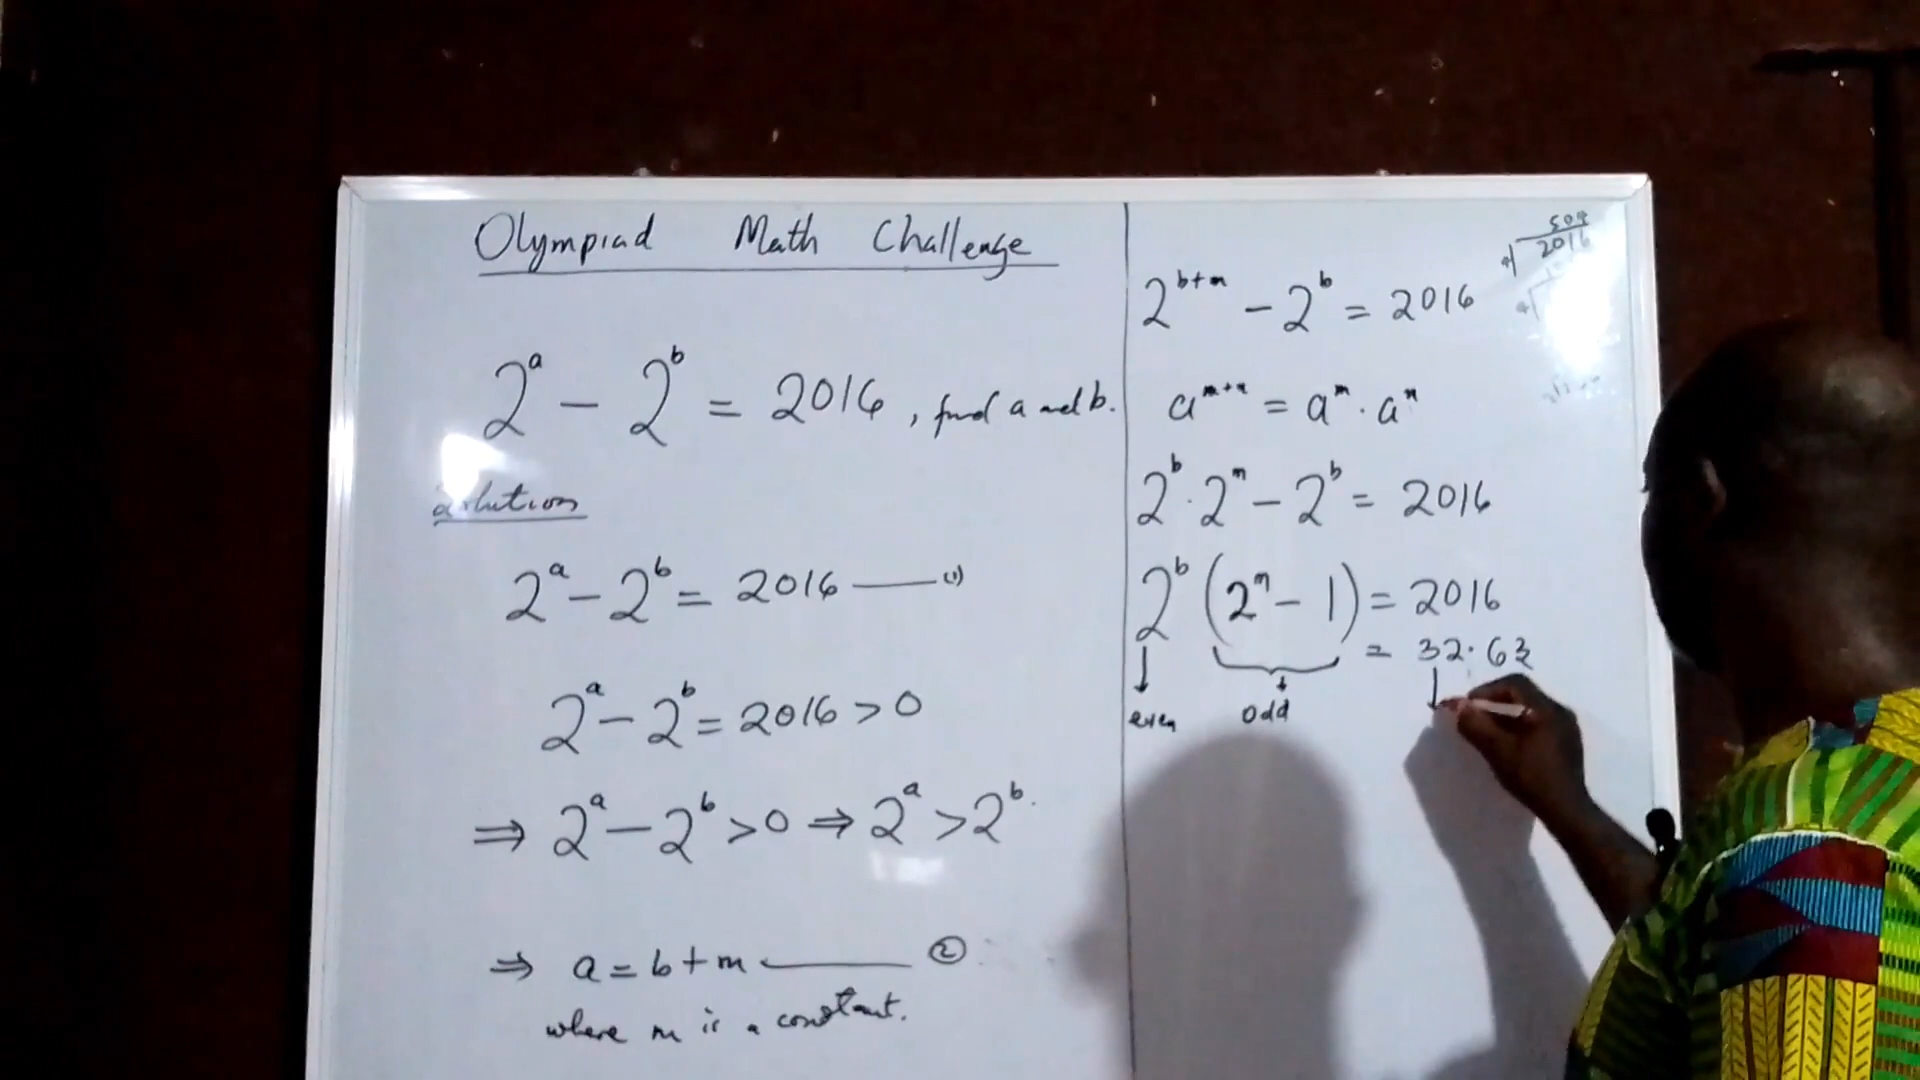 Olympiad Math Challenge
2^a - 2^b = 2016, find a and b.
Solution
2^a - 2^b = 2016 —— (1)
2^a - 2^b = 2016 > 0
⇒ 2^a - 2^b > 0 ⇒ 2^a > 2^b.
⇒ a = b + m —— ②
where m is a constant.
2^{b+m} - 2^b = 2016
a^{m+n} = a^m · a^n
2^b · 2^m - 2^b = 2016
2^b (2^m - 1) = 2016
= 32 · 63
↓ even
↓ odd
504
2016